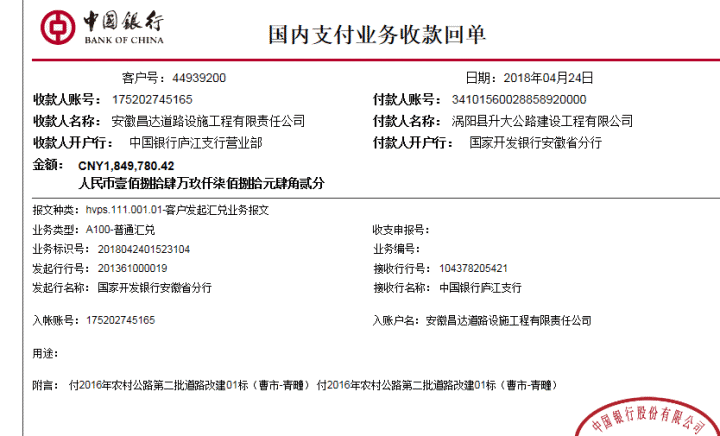 中国银行
BANK OF CHINA
国内支付业务收款回单
客户号：44939200 日期：2018年04月24日
收款人账号：175202745165 付款人账号：34101560028858920000
收款人名称：安徽昌达道路设施工程有限责任公司 付款人名称：涡阳县升大公路建设工程有限公司
收款人开户行：中国银行庐江支行营业部 付款人开户行：国家开发银行安徽省分行
金额：CNY1,849,780.42
人民币壹佰捌拾肆万玖仟柒佰捌拾元肆角贰分
报文种类：hvps.111.001.01-客户发起汇兑业务报文
业务类型：A100-普通汇兑 收支申报号：
业务标识号：2018042401523104 业务编号：
发起行行号：201361000019 接收行行号：104378205421
发起行名称：国家开发银行安徽省分行 接收行名称：中国银行庐江支行
入帐账号：175202745165 入账户名：安徽昌达道路设施工程有限责任公司
用途：
附言：付2016年农村公路第二批道路改建01标（曹市-青疃）付2016年农村公路第二批道路改建01标（曹市-青疃）
中国银行股份有限公司